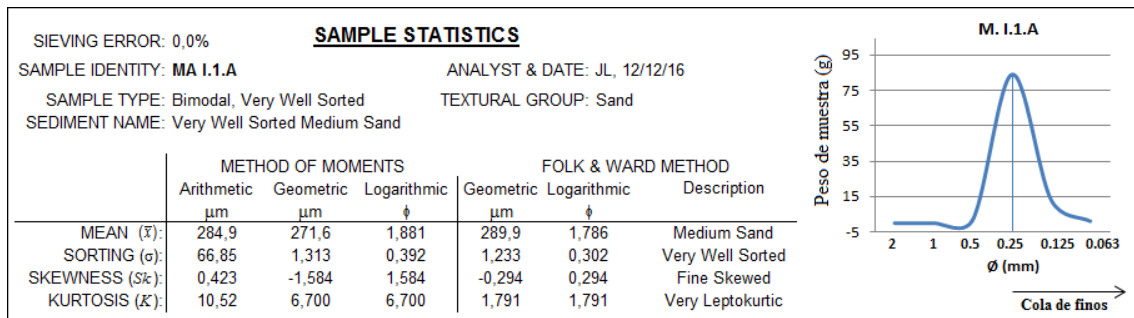 SAMPLE STATISTICS
SIEVING ERROR: 0,0%
SAMPLE IDENTITY: MA I.1.A ANALYST & DATE: JL, 12/12/16
SAMPLE TYPE: Bimodal, Very Well Sorted TEXTURAL GROUP: Sand
SEDIMENT NAME: Very Well Sorted Medium Sand
METHOD OF MOMENTS FOLK & WARD METHOD
Arithmetic Geometric Logarithmic Geometric Logarithmic Description
μm μm ϕ μm ϕ
MEAN (x̄): 284,9 271,6 1,881 289,9 1,786 Medium Sand
SORTING (σ): 66,85 1,313 0,392 1,233 0,302 Very Well Sorted
SKEWNESS (Sk): 0,423 -1,584 1,584 -0,294 0,294 Fine Skewed
KURTOSIS (K): 10,52 6,700 6,700 1,791 1,791 Very Leptokurtic
M. I.1.A
Peso de muestra (g)
95
75
55
35
15
-5
2 1 0.5 0.25 0.125 0.063
Ø (mm)
Cola de finos